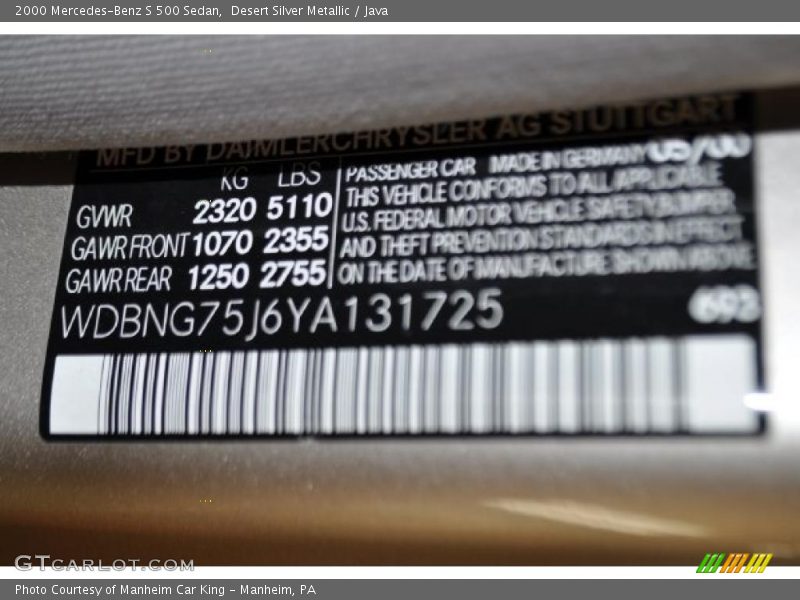 2000 Mercedes-Benz S 500 Sedan, Desert Silver Metallic / Java
MFD BY DAIMLERCHRYSLER AG STUTTGART
KG LBS
GVWR 2320 5110
GAWR FRONT 1070 2355
GAWR REAR 1250 2755
PASSENGER CAR MADE IN GERMANY 05/00
THIS VEHICLE CONFORMS TO ALL APPLICABLE
U.S. FEDERAL MOTOR VEHICLE SAFETY BUMPER
AND THEFT PREVENTION STANDARDS IN EFFECT
ON THE DATE OF MANUFACTURE SHOWN ABOVE
WDBNG75J6YA131725
693
GTCARLOT.COM
Photo Courtesy of Manheim Car King - Manheim, PA